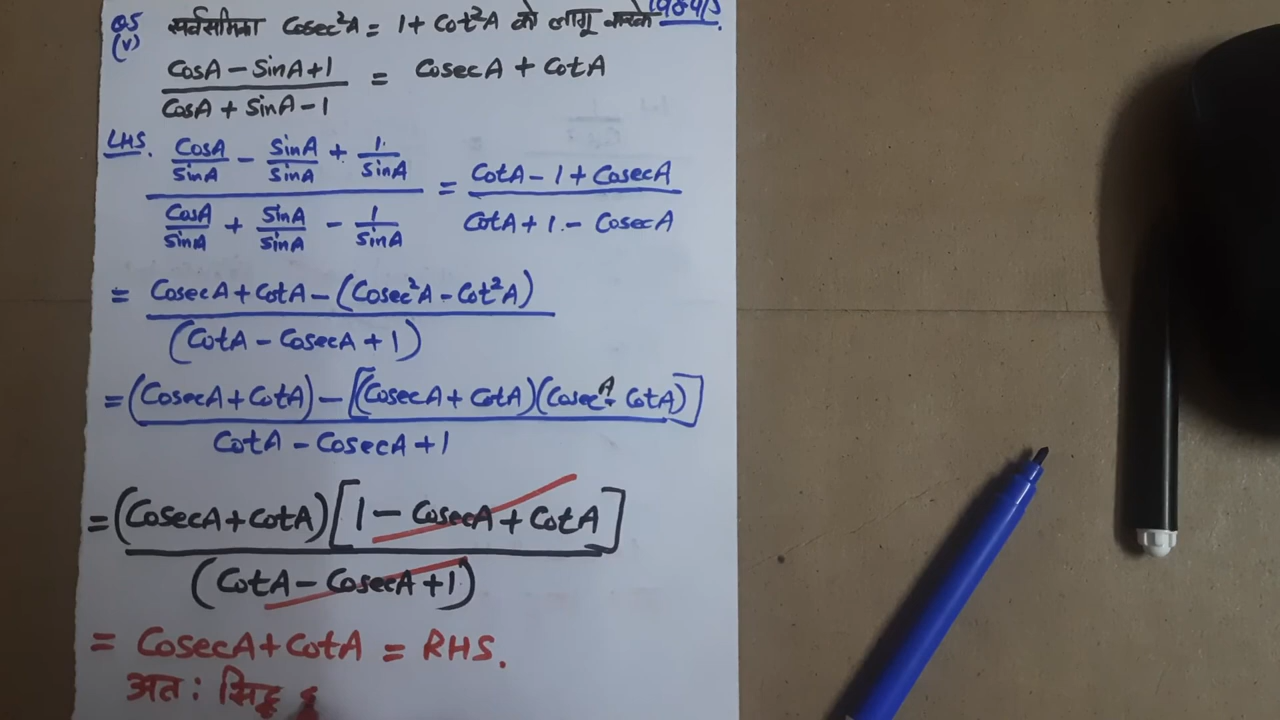 Q5 (v) सर्वसमिका Cosec²A = 1 + Cot²A को लागू करके
(CosA - SinA + 1)/(CosA + SinA - 1) = CosecA + CotA
LHS. (CosA/SinA - SinA/SinA + 1/SinA)/(CosA/SinA + SinA/SinA - 1/SinA) = (CotA - 1 + CosecA)/(CotA + 1 - CosecA)
= (CosecA + CotA - (Cosec²A - Cot²A))/(CotA - CosecA + 1)
= ((CosecA + CotA) - [(CosecA + CotA)(CosecA - CotA)])/(CotA - CosecA + 1)
= ((CosecA + CotA)[1 - CosecA + CotA])/((CotA - CosecA + 1))
= CosecA + CotA = RHS.
अतः सिद्ध